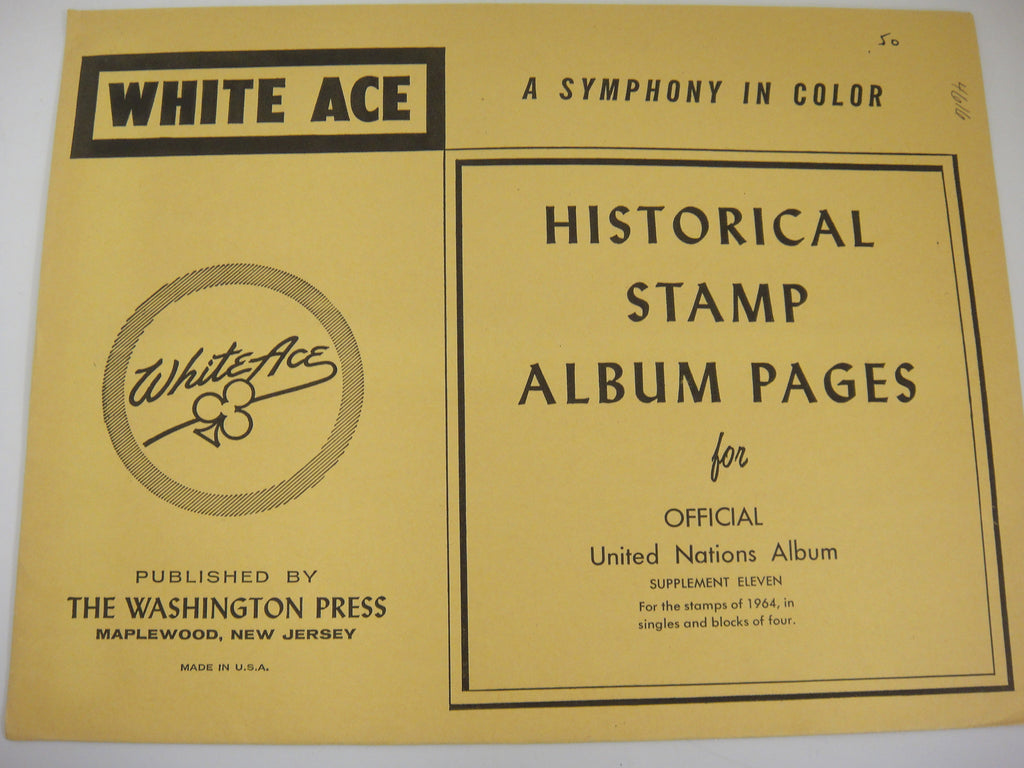 WHITE ACE
A SYMPHONY IN COLOR
50
White-Ace
PUBLISHED BY
THE WASHINGTON PRESS
MAPLEWOOD, NEW JERSEY
MADE IN U.S.A.
HISTORICAL
STAMP
ALBUM PAGES
for
OFFICIAL
United Nations Album
SUPPLEMENT ELEVEN
For the stamps of 1964, in
singles and blocks of four.